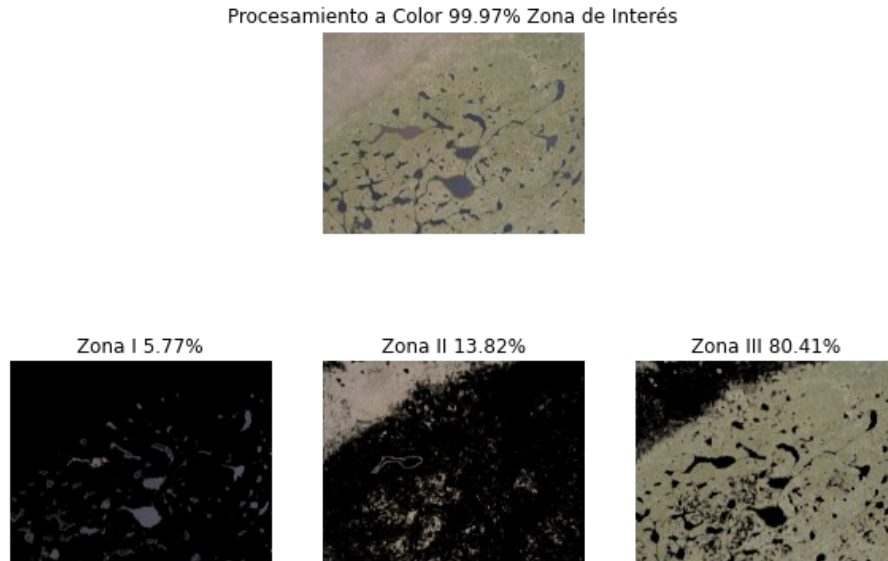 Procesamiento a Color 99.97% Zona de Interés
Zona I 5.77%
Zona II 13.82%
Zona III 80.41%